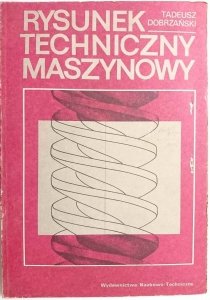 RYSUNEK
TADEUSZ
TECHNICZNY
DOBRZAŃSKI
MASZYNOWY
Wydawnictwa Naukowo-Techniczne